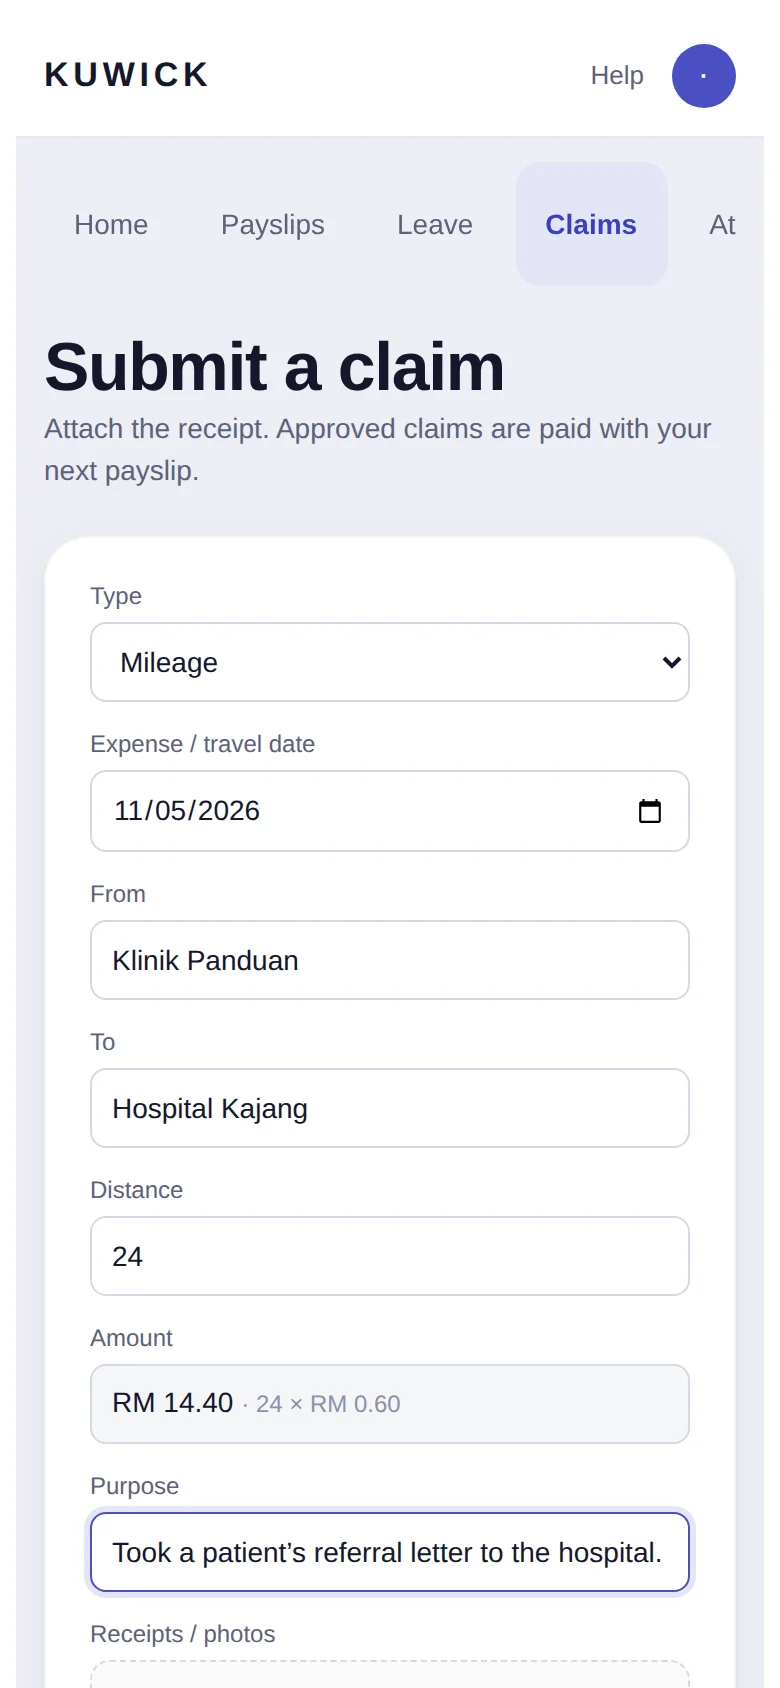 KUWICK
Help
Home Payslips Leave Claims At
Submit a claim
Attach the receipt. Approved claims are paid with your
next payslip.
Type
Mileage
Expense / travel date
11/05/2026
From
Klinik Panduan
To
Hospital Kajang
Distance
24
Amount
RM 14.40 · 24 × RM 0.60
Purpose
Took a patient’s referral letter to the hospital.
Receipts / photos